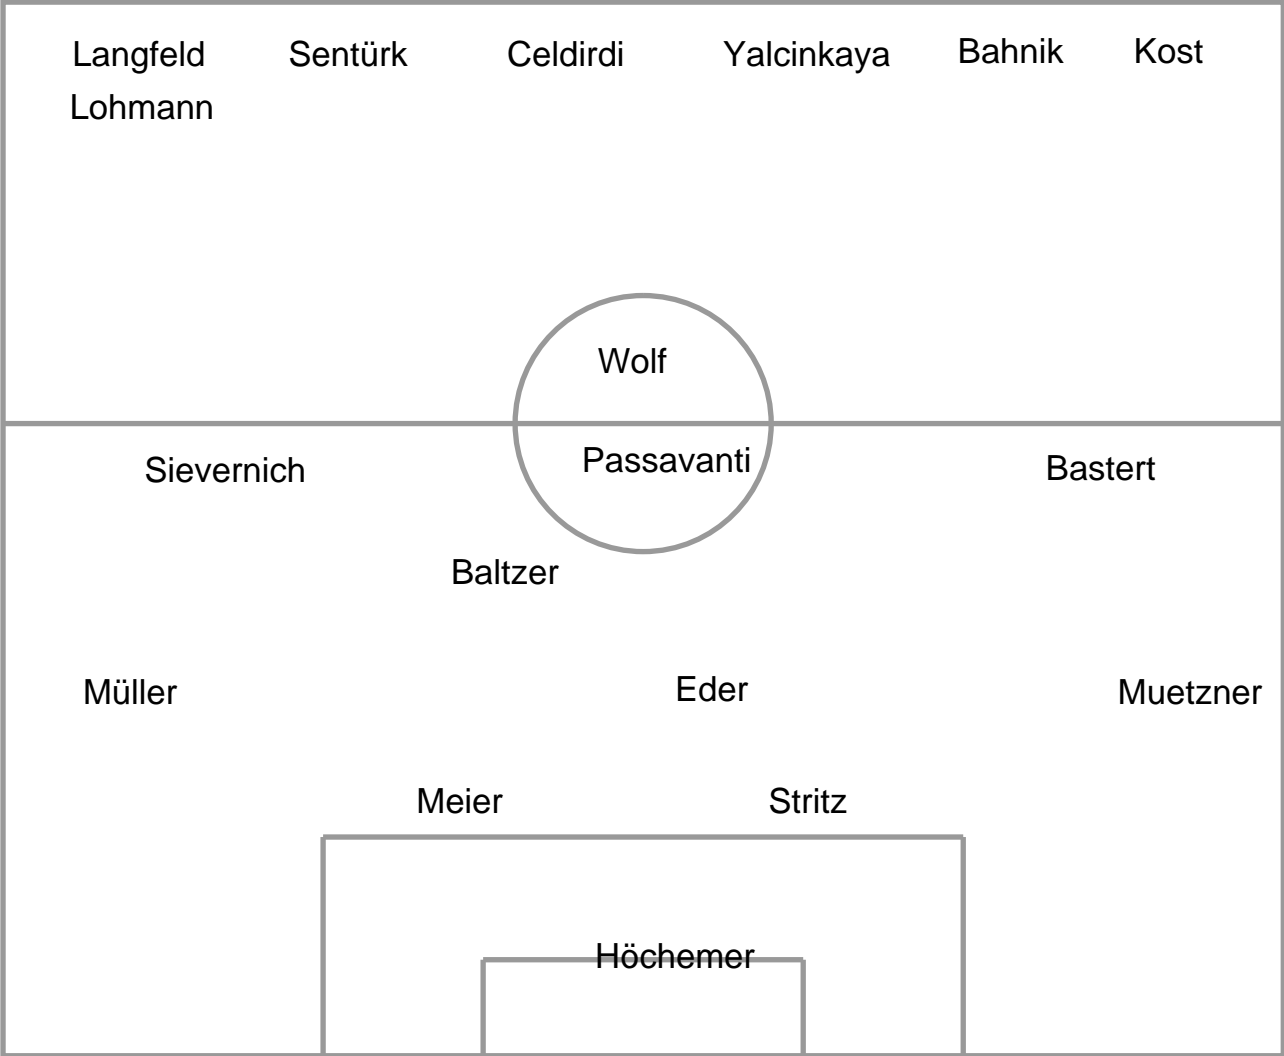 Langfeld Sentürk Celdirdi Yalcinkaya Bahnik Kost
Lohmann
Wolf
Sievernich Passavanti Bastert
Baltzer
Müller Eder Muetzner
Meier Stritz
Höchemer